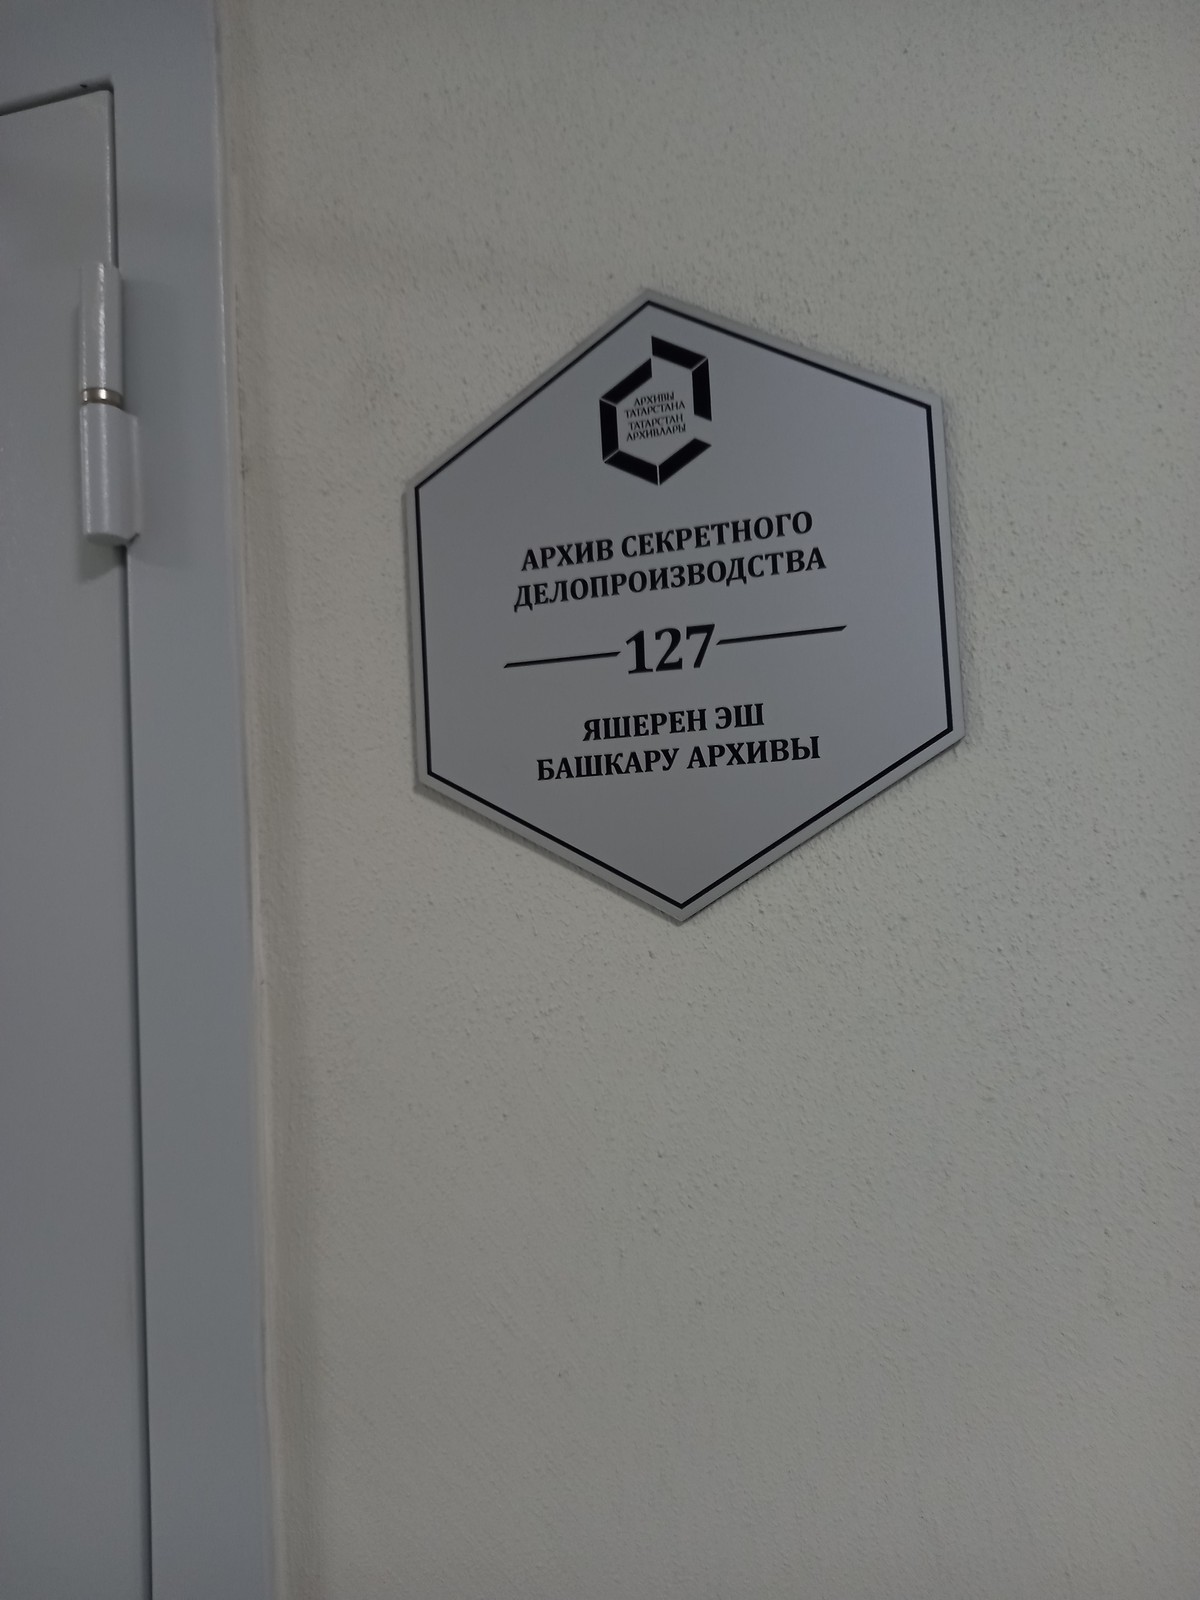 АРХИВЫ
ТАТАРСТАНА
ТАТАРСТАН
АРХИВЛАРЫ
АРХИВ СЕКРЕТНОГО
ДЕЛОПРОИЗВОДСТВА
127
ЯШЕРЕН ЭШ
БАШКАРУ АРХИВЫ